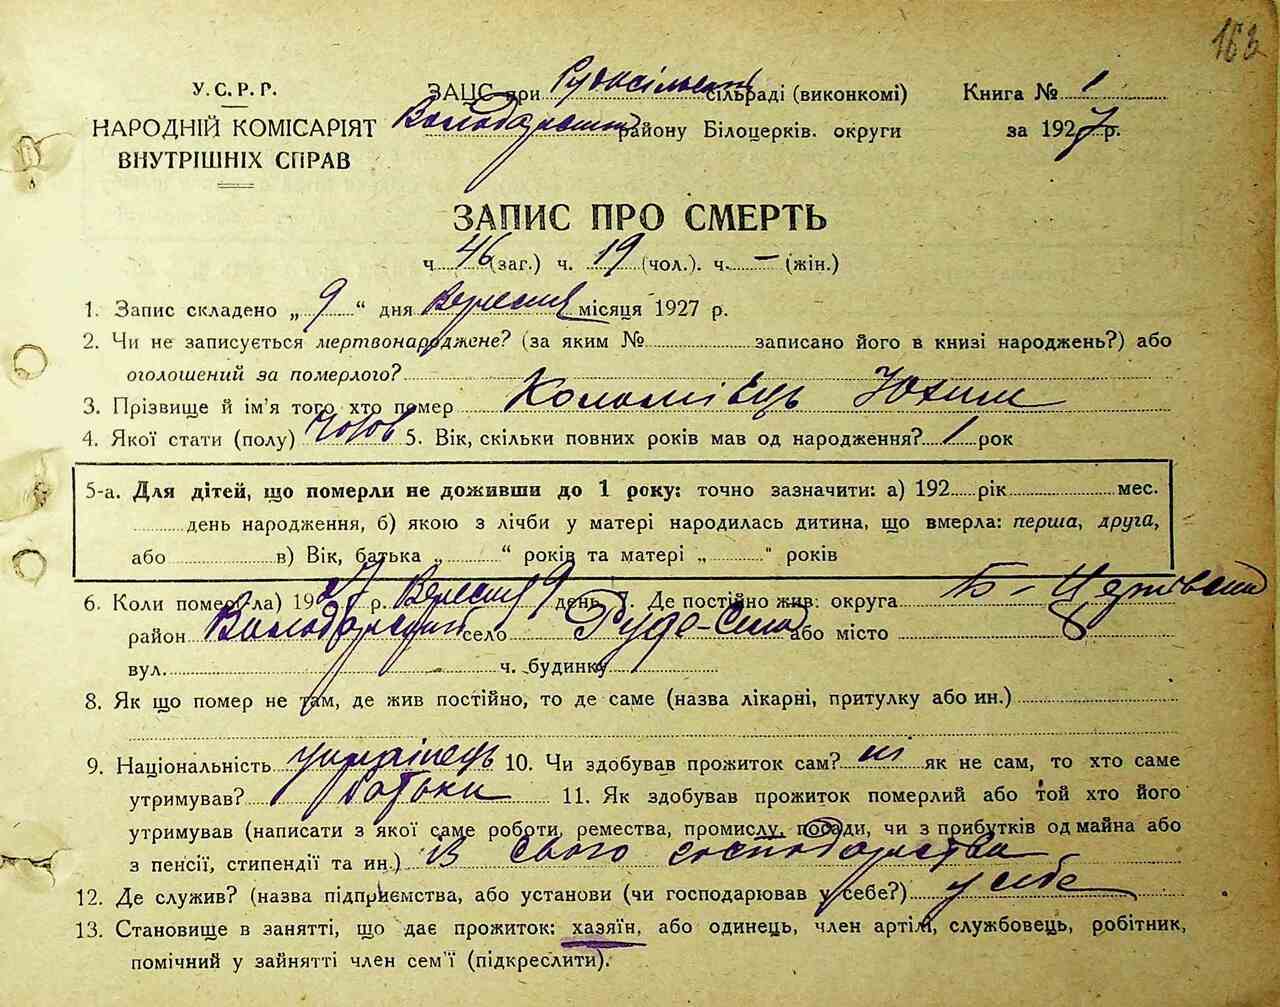 163
У.С.Р.Р.
НАРОДНІЙ КОМІСАРІЯТ
ВНУТРІШНІХ СПРАВ
ЗАЦС при Рудосільській сільраді (виконкомі)
Володарського району Білоцерків. округи
Книга № 1
за 1927 р.
ЗАПИС ПРО СМЕРТЬ
ч. 46 (заг.) ч. 19 (чол.). ч. – (жін.)
1. Запис складено „ 9 “ дня Вересня місяця 1927 р.
2. Чи не записується мертвонароджене? (за яким № записано його в книзі народжень?) або
оголошений за померлого?
3. Прізвище й ім'я того хто помер Коломієць Юхим
4. Якої стати (полу) Чолов 5. Вік, скільки повних років мав од народження? 1 рок
5-а. Для дітей, що померли не доживши до 1 року: точно зазначити: а) 192 рік мес.
день народження, б) якою з лічби у матері народилась дитина, що вмерла: перша, друга,
або в) Вік, батька „ “ років та матері „ " років
6. Коли помер(-ла) 1927 р. Вересня 9 день 7. Де постійно жив: округа Б-Церківська
район Володарський село Рудо-Село або місто
вул. ч. будинку
8. Як що помер не там, де жив постійно, то де саме (назва лікарні, притулку або ин.)
9. Національність Українець 10. Чи здобував прожиток сам? ні як не сам, то хто саме
утримував? батьки 11. Як здобував прожиток померлий або той хто його
утримував (написати з якої саме роботи, ремества, промислу, посади, чи з прибутків од майна або
з пенсії, стипендії та ин.) із свого господарства
12. Де служив? (назва підприємства, або установи (чи господарював у себе?) у себе
13. Становище в занятті, що дає прожиток: хазяїн, або одинець, член артілі, службовець, робітник,
помічний у зайнятті член сем'ї (підкреслити).